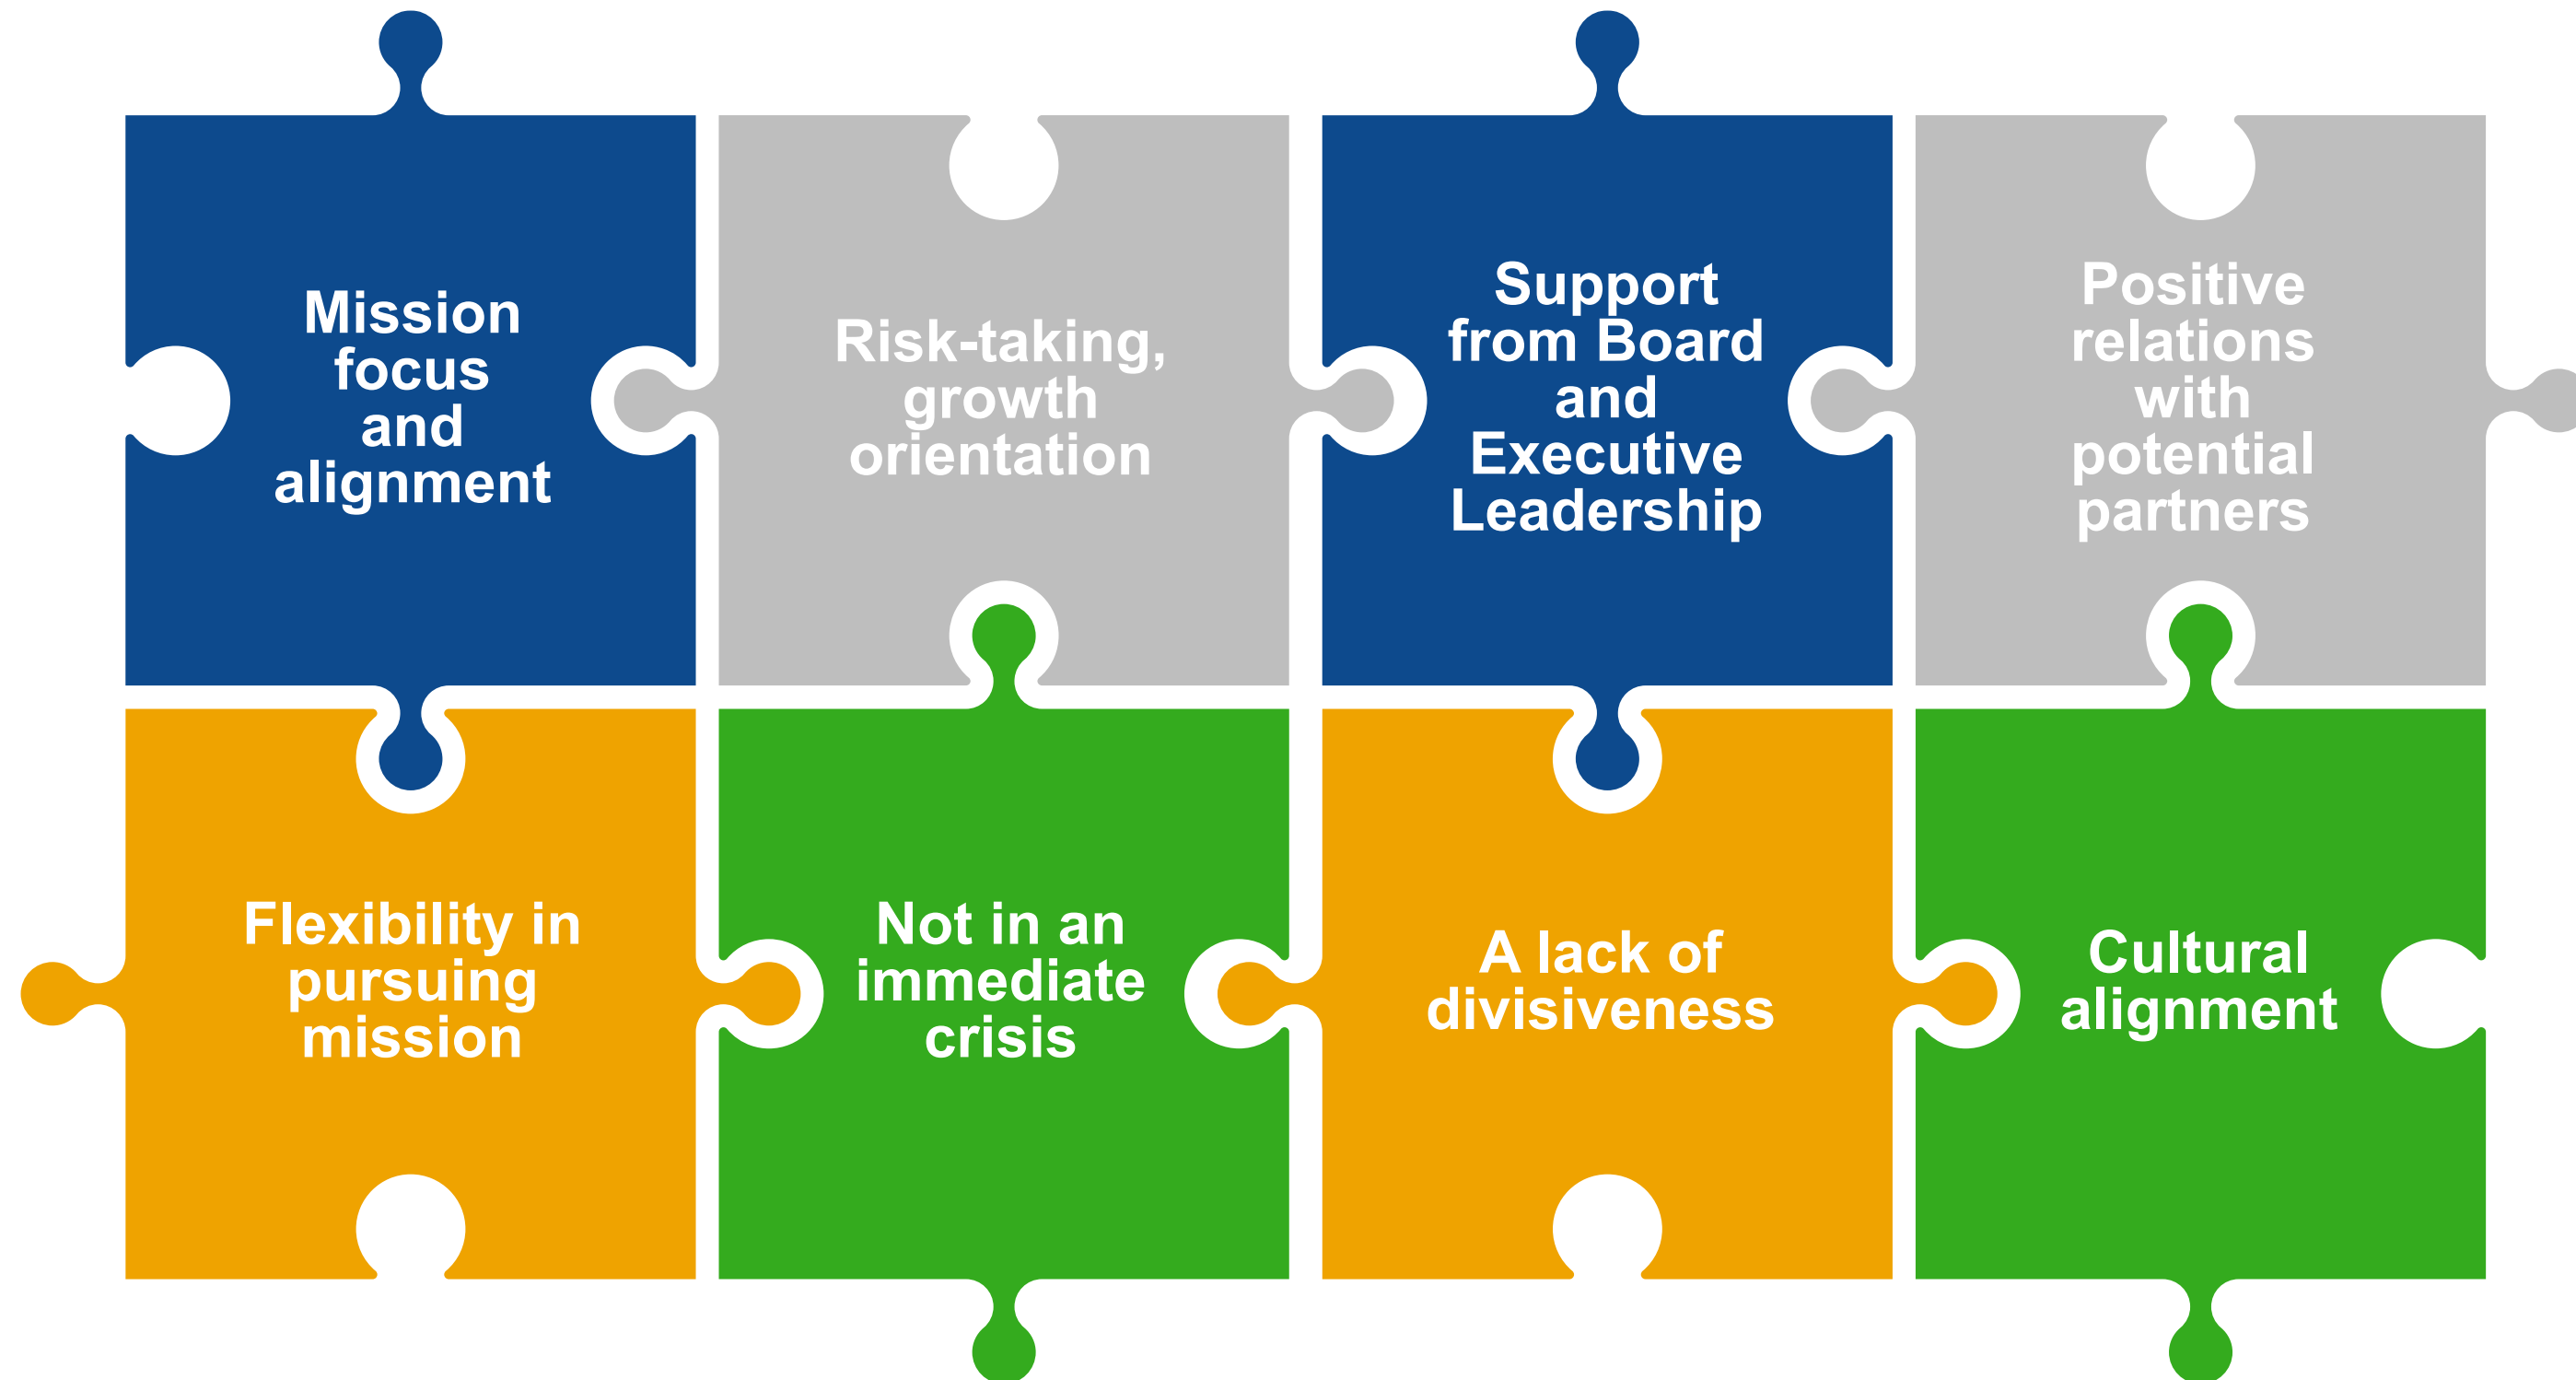 Mission
focus
and
alignment
Risk-taking,
growth
orientation
Support
from Board
and
Executive
Leadership
Positive
relations
with
potential
partners
Flexibility in
pursuing
mission
Not in an
immediate
crisis
A lack of
divisiveness
Cultural
alignment